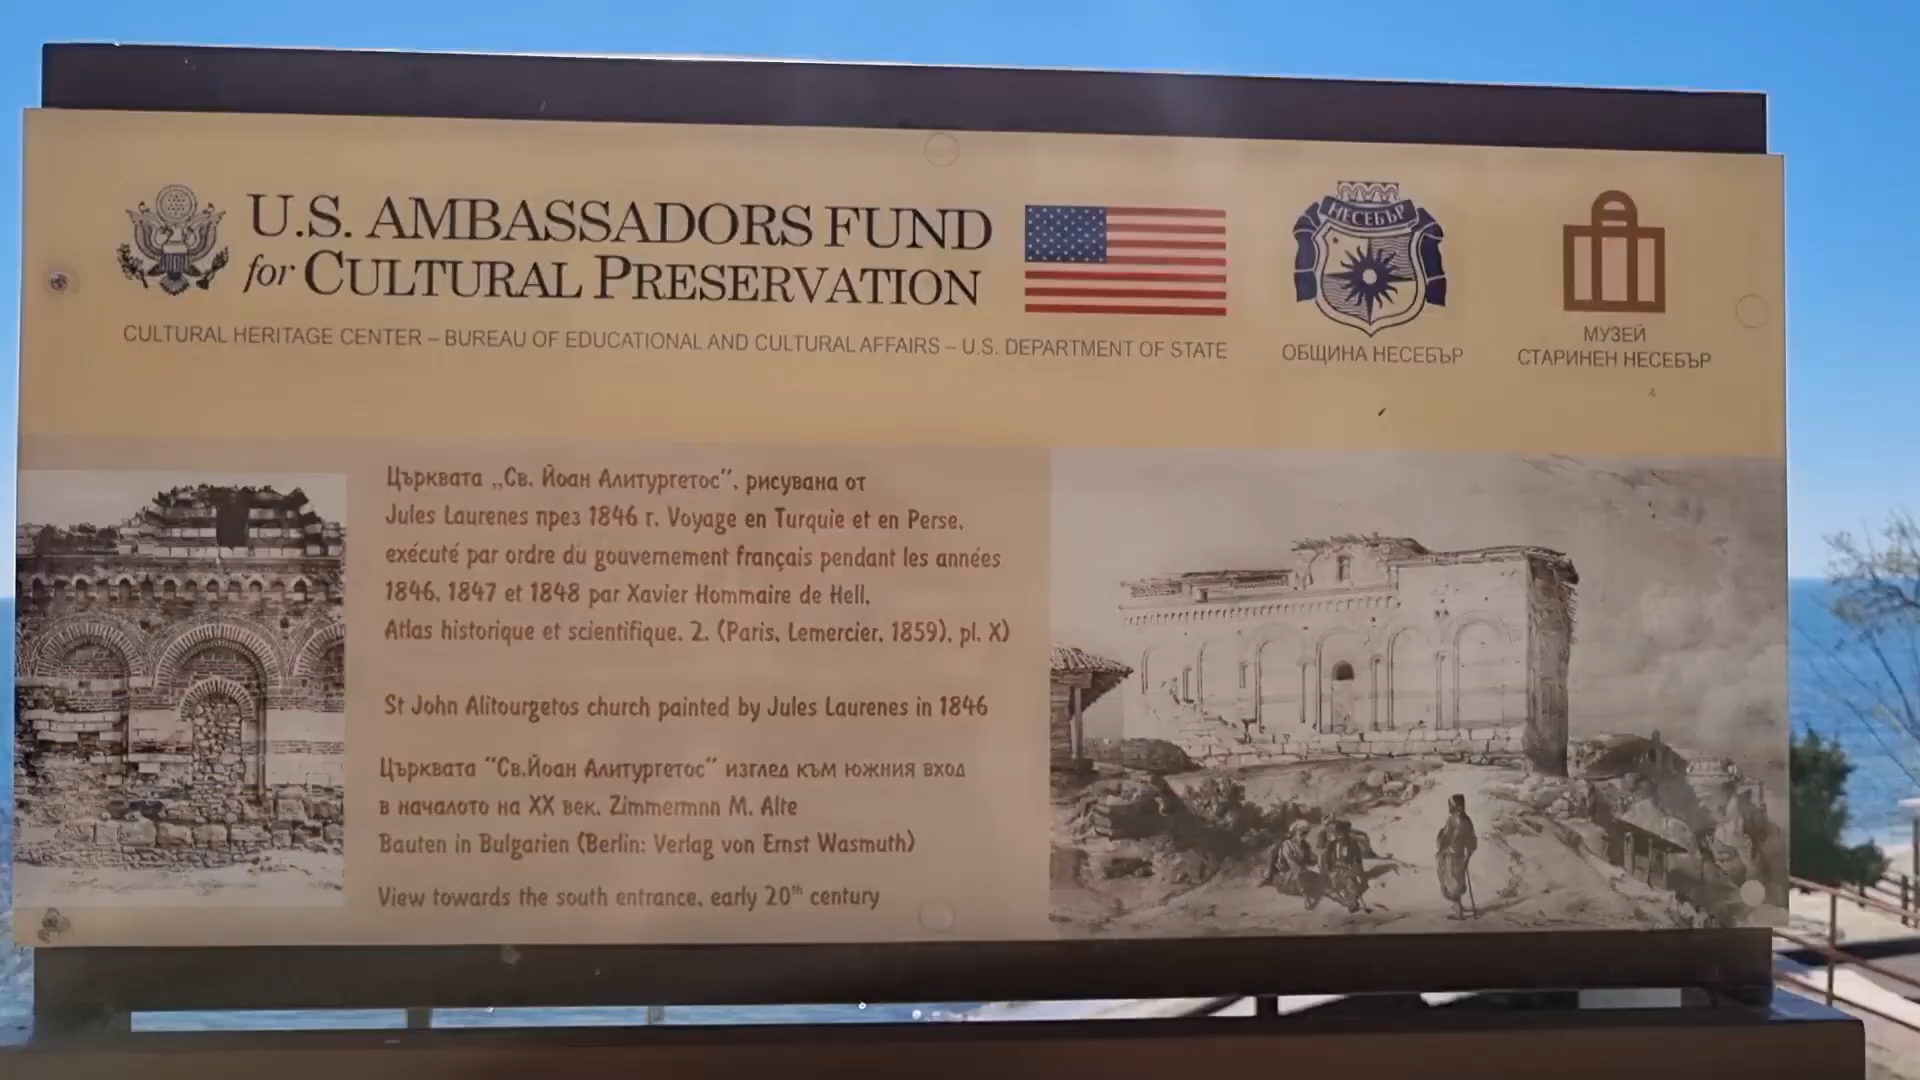 U.S. AMBASSADORS FUND
for CULTURAL PRESERVATION
CULTURAL HERITAGE CENTER – BUREAU OF EDUCATIONAL AND CULTURAL AFFAIRS – U.S. DEPARTMENT OF STATE
НЕСЕБЪР
ОБЩИНА НЕСЕБЪР
МУЗЕЙ
СТАРИНЕН НЕСЕБЪР
Църквата „Св. Йоан Алитургетос”, рисувана от
Jules Laurenes през 1846 г. Voyage en Turquie et en Perse,
exécuté par ordre du gouvernement français pendant les années
1846, 1847 et 1848 par Xavier Hommaire de Hell,
Atlas historique et scientifique. 2. (Paris, Lemercier, 1859), pl. X)
St John Alitourgetos church painted by Jules Laurenes in 1846
Църквата “Св.Йоан Алитургетос” изглед към южния вход
в началото на XX век, Zimmermnn M. Alte
Bauten in Bulgarien (Berlin: Verlag von Ernst Wasmuth)
View towards the south entrance, early 20th century